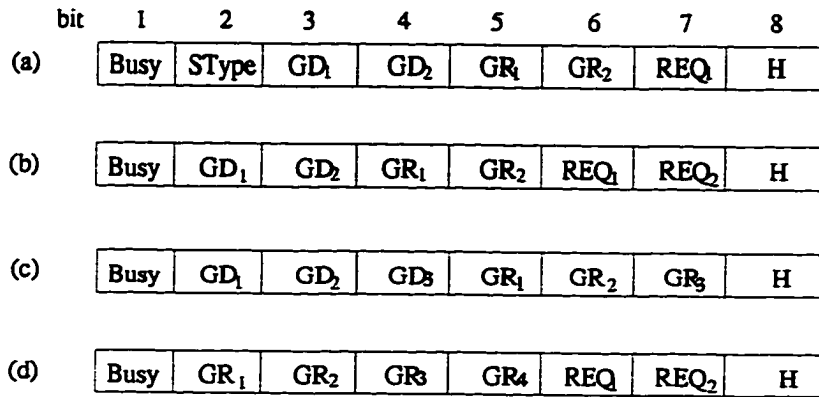 bit 1 2 3 4 5 6 7 8
(a) Busy SType GD₁ GD₂ GR₁ GR₂ REQ₁ H
(b) Busy GD₁ GD₂ GR₁ GR₂ REQ₁ REQ₂ H
(c) Busy GD₁ GD₂ GD₃ GR₁ GR₂ GR₃ H
(d) Busy GR₁ GR₂ GR₃ GR₄ REQ₁ REQ₂ H